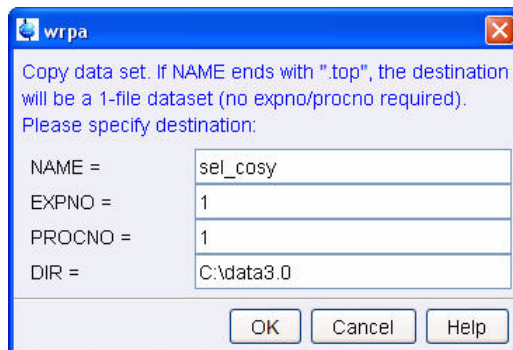 wrpa
Copy data set. If NAME ends with ".top", the destination
will be a 1-file dataset (no expno/procno required).
Please specify destination:
NAME = sel_cosy
EXPNO = 1
PROCNO = 1
DIR = C:\data3.0
OK Cancel Help